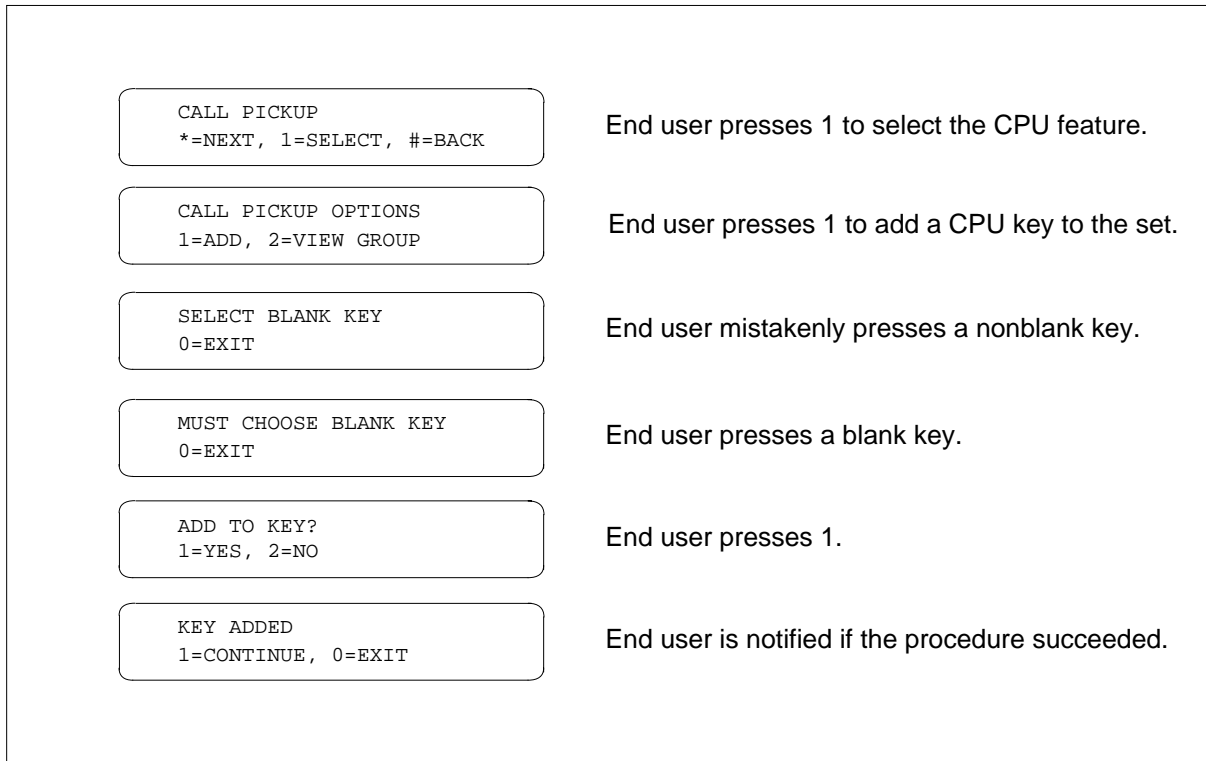 CALL PICKUP
*=NEXT, 1=SELECT, #=BACK
End user presses 1 to select the CPU feature.
CALL PICKUP OPTIONS
1=ADD, 2=VIEW GROUP
End user presses 1 to add a CPU key to the set.
SELECT BLANK KEY
0=EXIT
End user mistakenly presses a nonblank key.
MUST CHOOSE BLANK KEY
0=EXIT
End user presses a blank key.
ADD TO KEY?
1=YES, 2=NO
End user presses 1.
KEY ADDED
1=CONTINUE, 0=EXIT
End user is notified if the procedure succeeded.